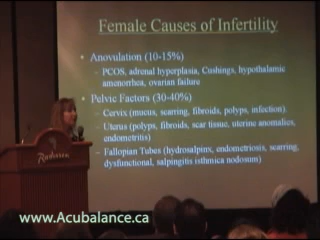 Female Causes of Infertility
• Anovulation (10-15%)
– PCOS, adrenal hyperplasia, Cushings, hypothalamic
amenorrhea, ovarian failure
• Pelvic Factors (30-40%)
– Cervix (mucus, scarring, fibroids, polyps, infection)
– Uterus (polyps, fibroids, scar tissue, uterine anomalies,
endometritis)
– Fallopian Tubes (hydrosalpinx, endometriosis, scarring,
dysfunctional, salpingitis isthmica nodosum)
Radisson
www.Acubalance.ca